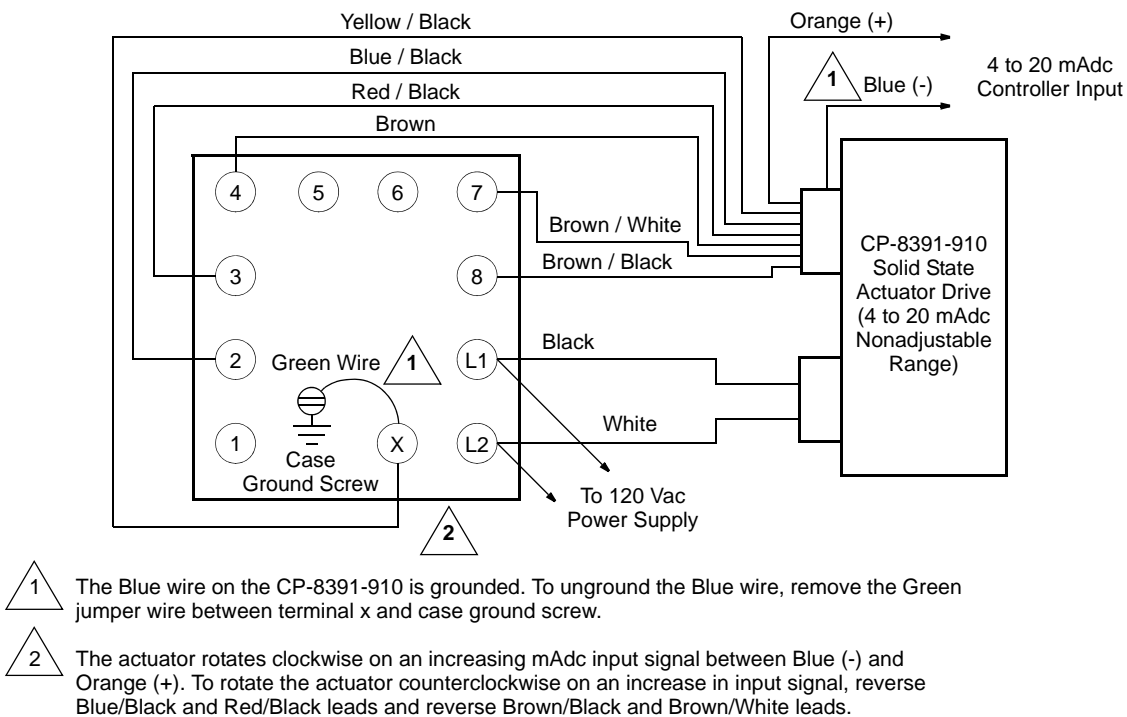 Yellow / Black
Orange (+)
Blue / Black
1
Blue (-)
4 to 20 mAdc
Controller Input
Red / Black
Brown
4
5
6
7
Brown / White
3
8
Brown / Black
CP-8391-910
Solid State
Actuator Drive
(4 to 20 mAdc
Nonadjustable
Range)
2
Green Wire
1
L1
Black
1
Case
Ground Screw
X
L2
White
To 120 Vac
Power Supply
2
1
The Blue wire on the CP-8391-910 is grounded. To unground the Blue wire, remove the Green
jumper wire between terminal x and case ground screw.
2
The actuator rotates clockwise on an increasing mAdc input signal between Blue (-) and
Orange (+). To rotate the actuator counterclockwise on an increase in input signal, reverse
Blue/Black and Red/Black leads and reverse Brown/Black and Brown/White leads.